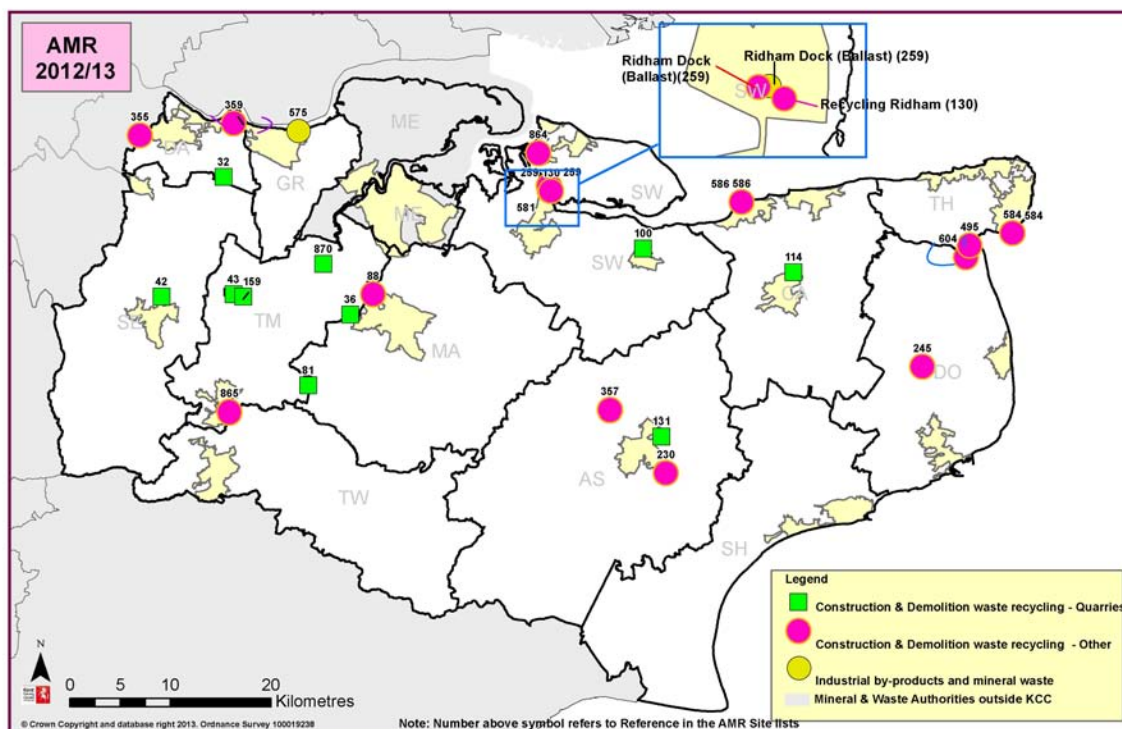 AMR
2012/13
Ridham Dock (Ballast) (259)
Ridham Dock
(Ballast)(259)
SW
Recycling Ridham (130)
355
359
575
ME
864
DA
32
GR
259
130
259
SW
586
586
TH
581
ME
584
584
495
604
870
100
SW
114
CA
42
43
159
88
SE
TM
36
MA
81
245
DO
865
357
131
230
AS
TW
SH
Legend
Construction & Demolition waste recycling - Quarries
Construction & Demolition waste recycling - Other
Industrial by-products and mineral waste
Mineral & Waste Authorities outside KCC
N
0 5 10 20
Kilometres
© Crown Copyright and database right 2013. Ordnance Survey 100019238
Note: Number above symbol refers to Reference in the AMR Site lists